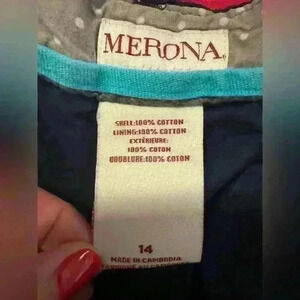 MERONA
SHELL:100% COTTON
LINING:100% COTTON
EXTÉRIEURE:
100% COTON
DOUBLURE:100% COTON
14
MADE IN CAMBODIA